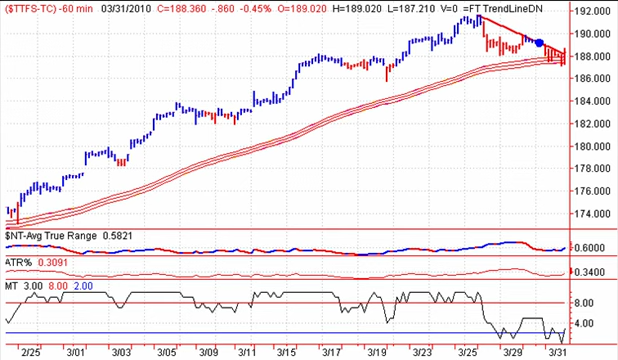 ($TTFS-TC) -60 min 03/31/2010 C=188.360 -.860 -0.45% O=189.020 H=189.020 L=187.210 V=0 =FT TrendLineDN
192.000
190.000
188.000
186.000
184.000
182.000
180.000
178.000
176.000
174.000
$NT-Avg True Range 0.5821
0.6000
ATR% 0.3091
0.3400
MT 3.00 8.00 2.00
8.00
4.00
2/25 3/01 3/03 3/05 3/09 3/11 3/15 3/17 3/19 3/23 3/25 3/29 3/31